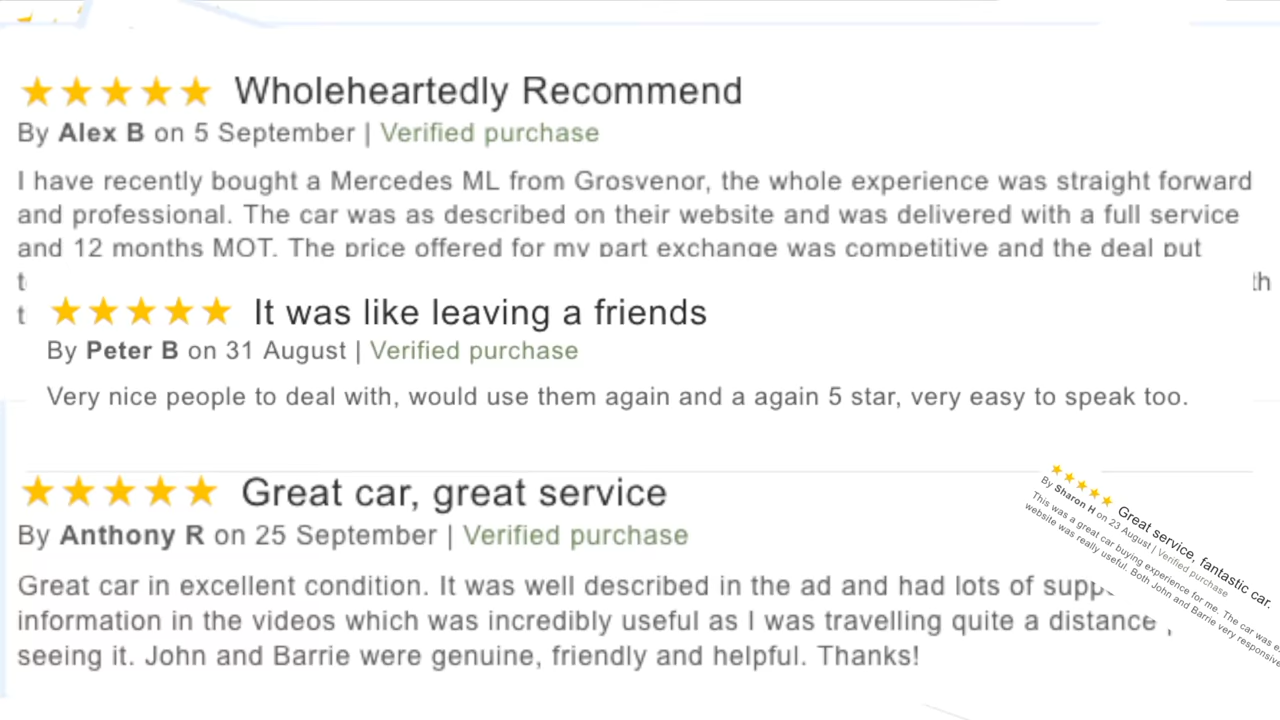 Wholeheartedly Recommend
By Alex B on 5 September | Verified purchase
I have recently bought a Mercedes ML from Grosvenor, the whole experience was straight forward
and professional. The car was as described on their website and was delivered with a full service
and 12 months MOT. The price offered for my part exchange was competitive and the deal put
It was like leaving a friends
By Peter B on 31 August | Verified purchase
Very nice people to deal with, would use them again and a again 5 star, very easy to speak too.
Great car, great service
By Anthony R on 25 September | Verified purchase
Great car in excellent condition. It was well described in the ad and had lots of
information in the videos which was incredibly useful as I was travelling quite a distance
seeing it. John and Barrie were genuine, friendly and helpful. Thanks!
Great service, fantastic car.
By Sharon H on 23 August | Verified purchase
This was a great car buying experience for me. The car was
website was really useful. Both John and Barrie very responsive